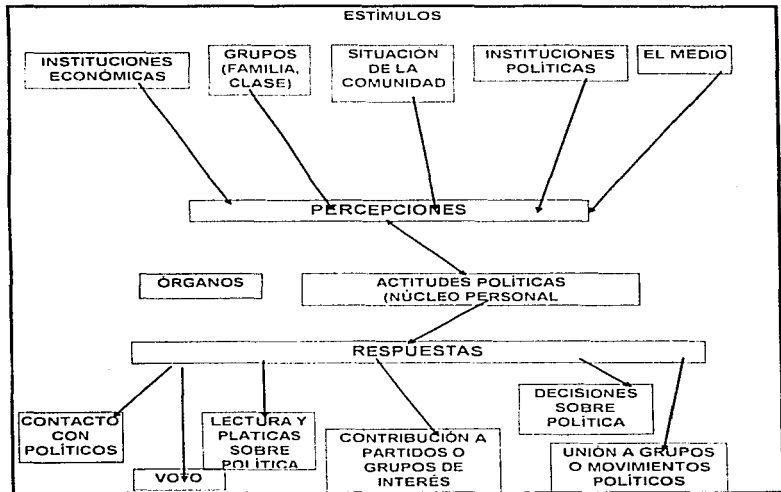 ESTÍMULOS
INSTITUCIONES
ECONÓMICAS
GRUPOS
(FAMILIA,
CLASE)
SITUACIÓN
DE LA
COMUNIDAD
INSTITUCIONES
POLÍTICAS
EL MEDIO
PERCEPCIONES
ÓRGANOS
ACTITUDES POLÍTICAS
(NÚCLEO PERSONAL
RESPUESTAS
CONTACTO
CON
POLÍTICOS
VOTO
LECTURA Y
PLATICAS
SOBRE
POLÍTICA
CONTRIBUCIÓN A
PARTIDOS O
GRUPOS DE
INTERÉS
DECISIONES
SOBRE
POLÍTICA
UNIÓN A GRUPOS
O MOVIMIENTOS
POLÍTICOS